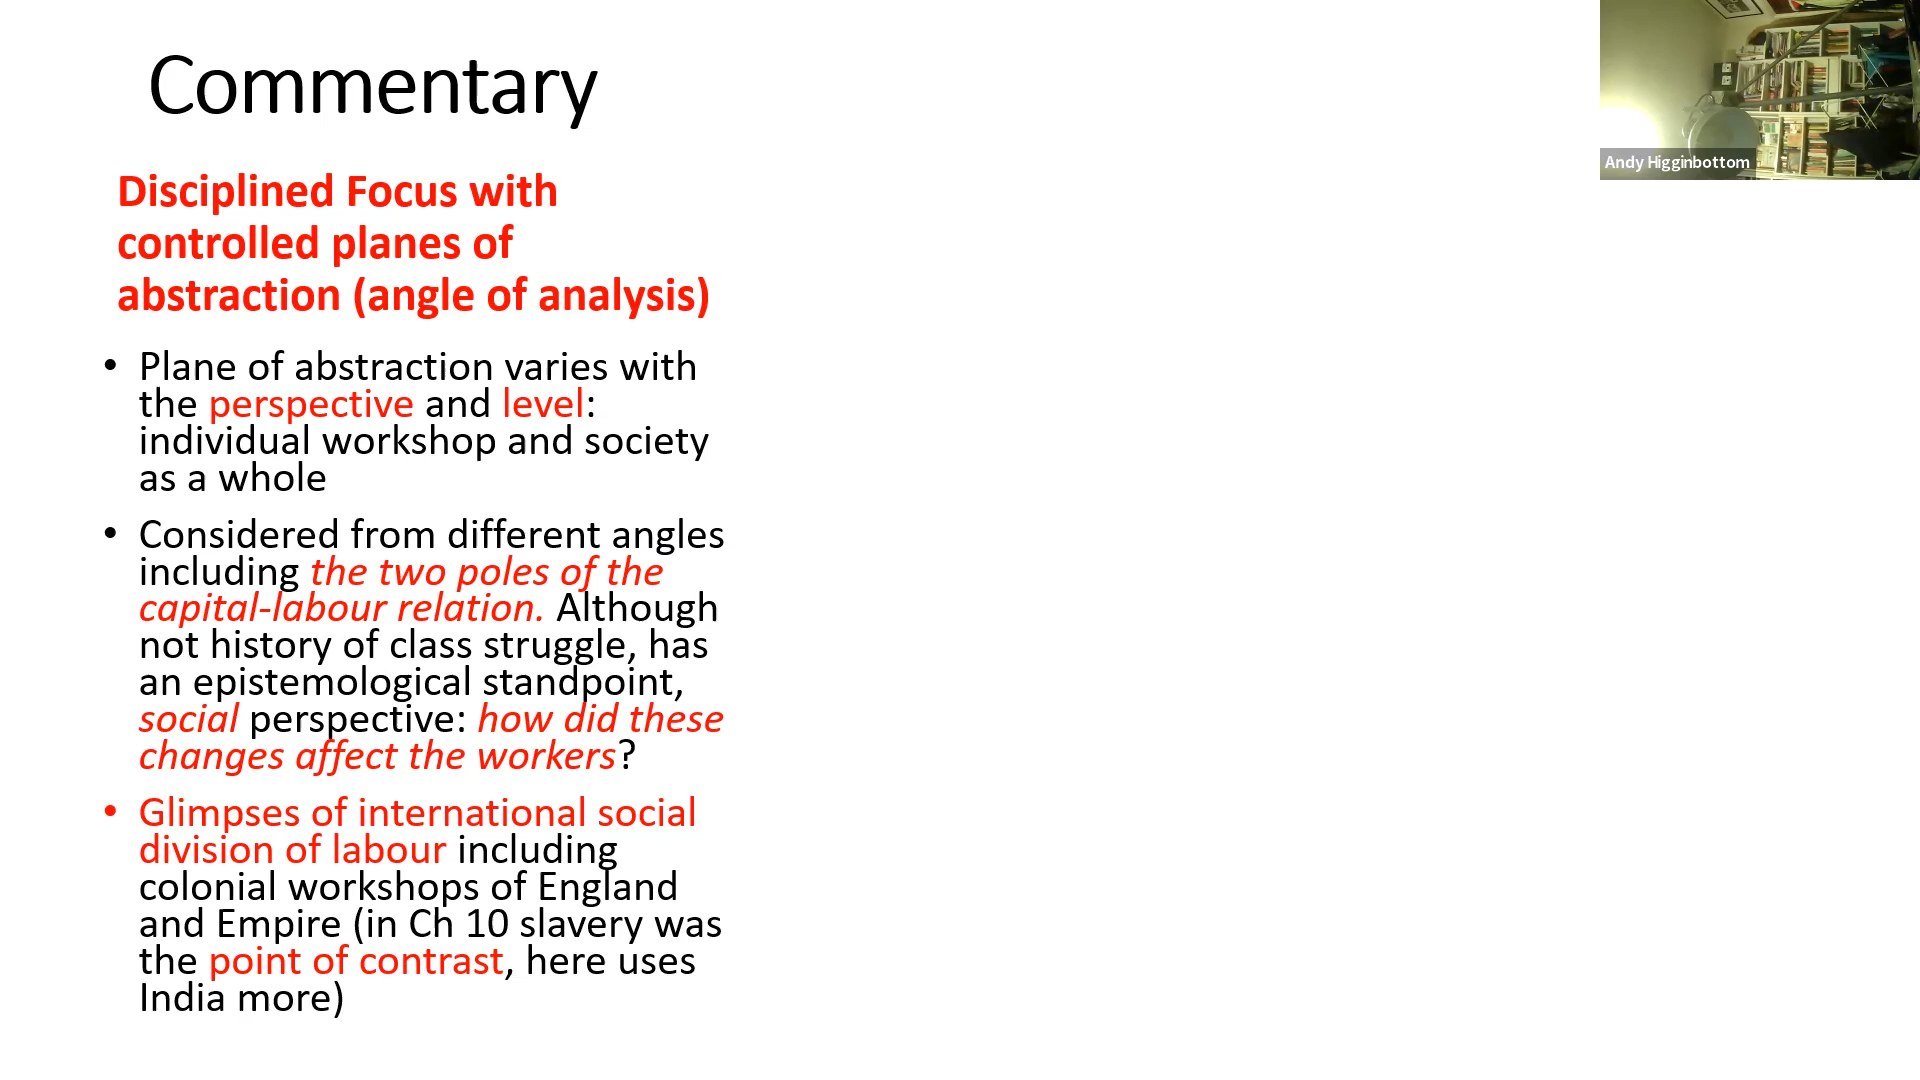 Commentary
Disciplined Focus with
controlled planes of
abstraction (angle of analysis)
• Plane of abstraction varies with
the perspective and level:
individual workshop and society
as a whole
• Considered from different angles
including the two poles of the
capital-labour relation. Although
not history of class struggle, has
an epistemological standpoint,
social perspective: how did these
changes affect the workers?
• Glimpses of international social
division of labour including
colonial workshops of England
and Empire (in Ch 10 slavery was
the point of contrast, here uses
India more)
Andy Higginbottom